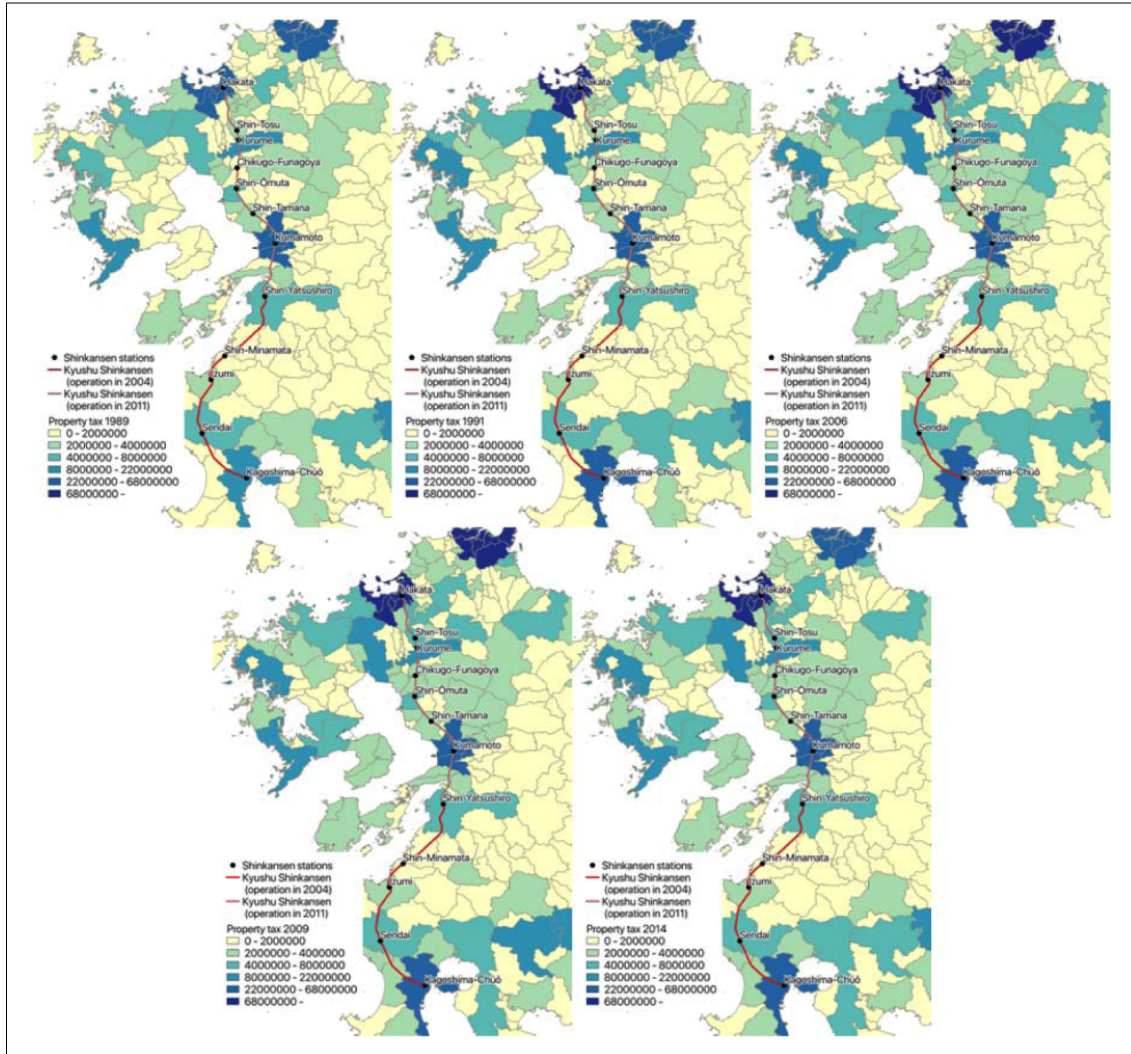 Hakata
Shin-Tosu
Kurume
Chikugo-Funagoya
Shin-Ōmuta
Shin-Tamana
Kumamoto
Shin-Yatsushiro
Shin-Minamata
Izumi
Sendai
Kagoshima-Chūō
Shinkansen stations
Kyushu Shinkansen
(operation in 2004)
Kyushu Shinkansen
(operation in 2011)
Property tax 1989
0 - 2000000
2000000 - 4000000
4000000 - 8000000
8000000 - 22000000
22000000 - 68000000
68000000 -
Hakata
Shin-Tosu
Kurume
Chikugo-Funagoya
Shin-Ōmuta
Shin-Tamana
Kumamoto
Shin-Yatsushiro
Shin-Minamata
Izumi
Sendai
Kagoshima-Chūō
Shinkansen stations
Kyushu Shinkansen
(operation in 2004)
Kyushu Shinkansen
(operation in 2011)
Property tax 1991
0 - 2000000
2000000 - 4000000
4000000 - 8000000
8000000 - 22000000
22000000 - 68000000
68000000 -
Hakata
Shin-Tosu
Kurume
Chikugo-Funagoya
Shin-Ōmuta
Shin-Tamana
Kumamoto
Shin-Yatsushiro
Shin-Minamata
Izumi
Sendai
Kagoshima-Chūō
Shinkansen stations
Kyushu Shinkansen
(operation in 2004)
Kyushu Shinkansen
(operation in 2011)
Property tax 2006
0 - 2000000
2000000 - 4000000
4000000 - 8000000
8000000 - 22000000
22000000 - 68000000
68000000 -
Hakata
Shin-Tosu
Kurume
Chikugo-Funagoya
Shin-Ōmuta
Shin-Tamana
Kumamoto
Shin-Yatsushiro
Shin-Minamata
Izumi
Sendai
Kagoshima-Chūō
Shinkansen stations
Kyushu Shinkansen
(operation in 2004)
Kyushu Shinkansen
(operation in 2011)
Property tax 2009
0 - 2000000
2000000 - 4000000
4000000 - 8000000
8000000 - 22000000
22000000 - 68000000
68000000 -
Hakata
Shin-Tosu
Kurume
Chikugo-Funagoya
Shin-Ōmuta
Shin-Tamana
Kumamoto
Shin-Yatsushiro
Shin-Minamata
Izumi
Sendai
Kagoshima-Chūō
Shinkansen stations
Kyushu Shinkansen
(operation in 2004)
Kyushu Shinkansen
(operation in 2011)
Property tax 2014
0 - 2000000
2000000 - 4000000
4000000 - 8000000
8000000 - 22000000
22000000 - 68000000
68000000 -